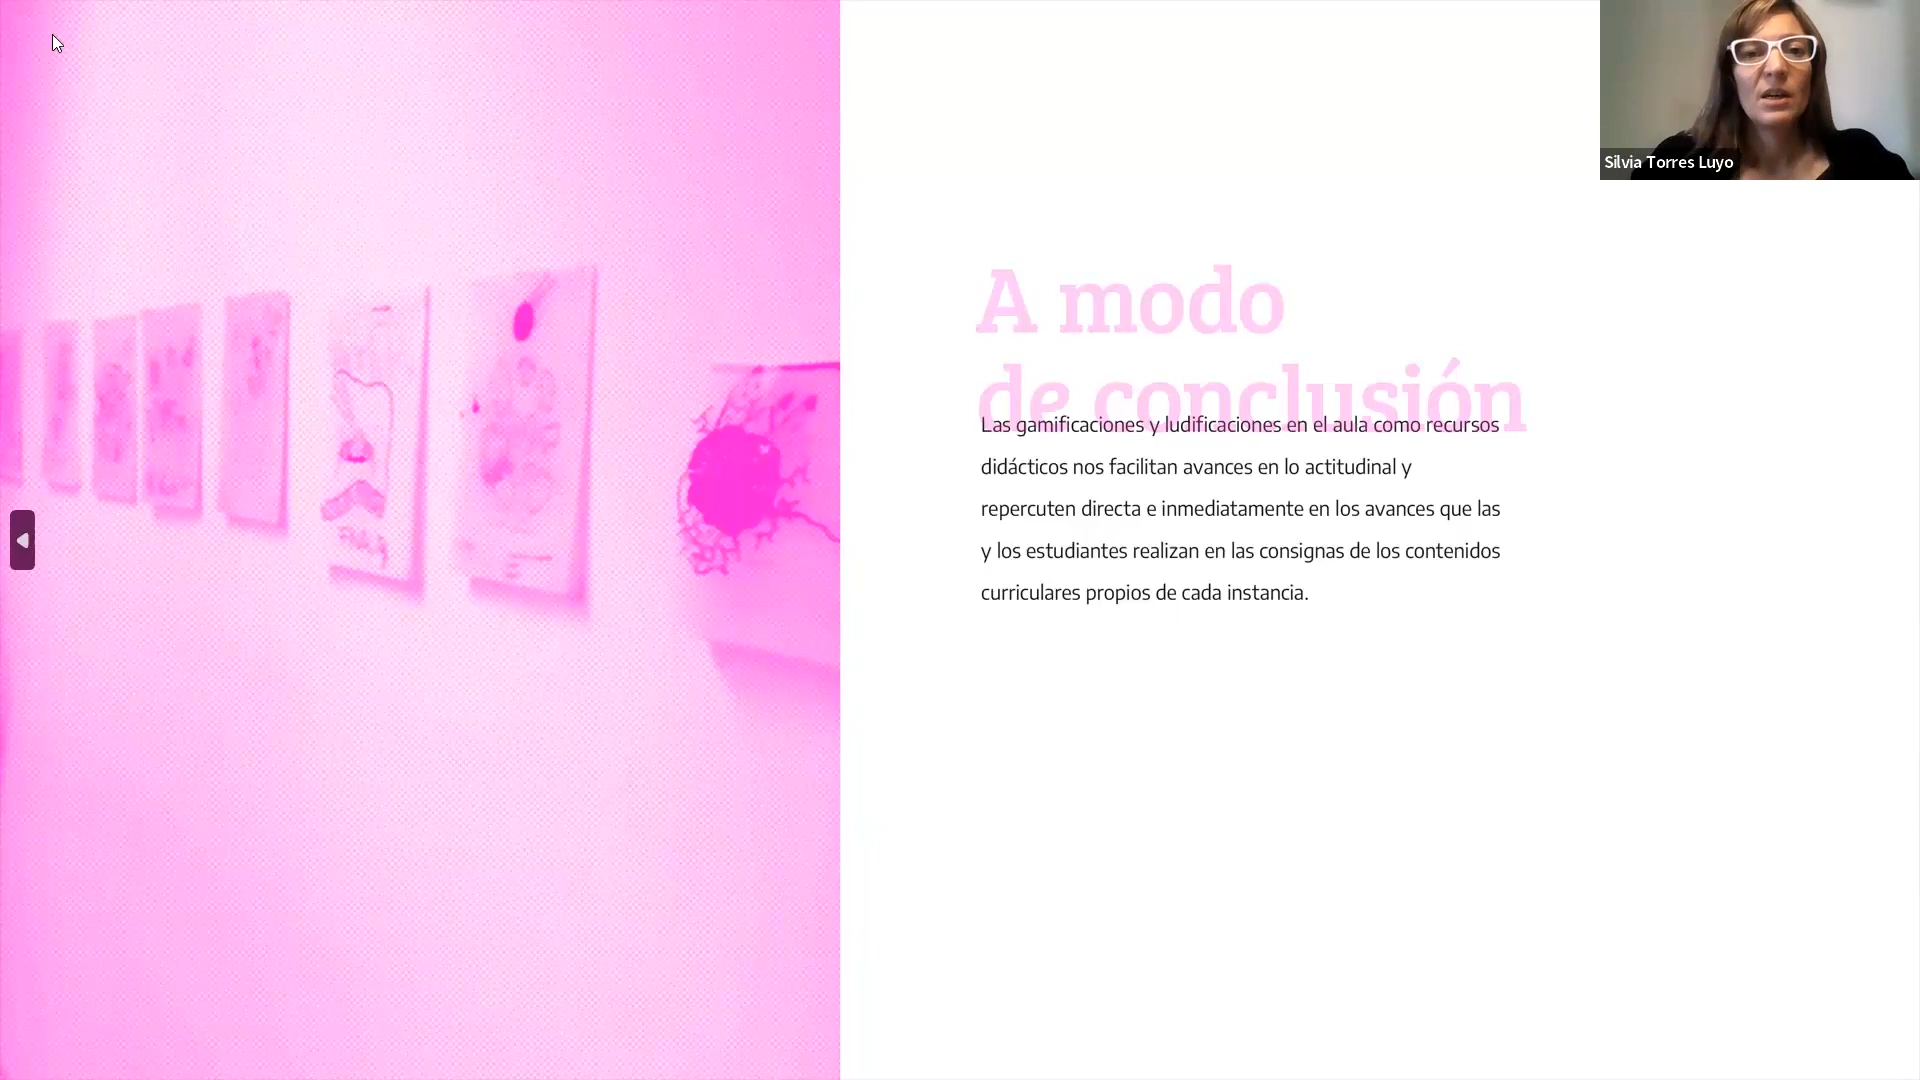 Silvia Torres Luyo
A modo
de conclusión
Las gamificaciones y ludificaciones en el aula como recursos
didácticos nos facilitan avances en lo actitudinal y
repercuten directa e inmediatamente en los avances que las
y los estudiantes realizan en las consignas de los contenidos
curriculares propios de cada instancia.